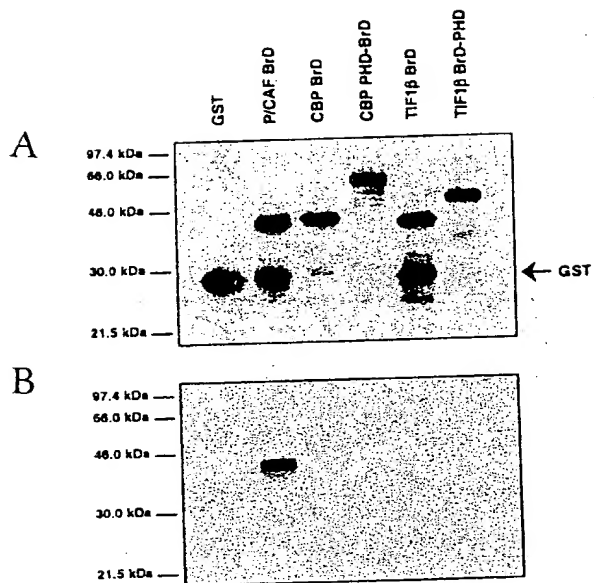 GST
P/CAF BrD
CBP BrD
CBP PHD-BrD
TIF1β BrD
TIF1β BrD-PHD
A
97.4 kDa
66.0 kDa
46.0 kDa
30.0 kDa
GST
21.5 kDa
B
97.4 kDa
66.0 kDa
46.0 kDa
30.0 kDa
21.5 kDa